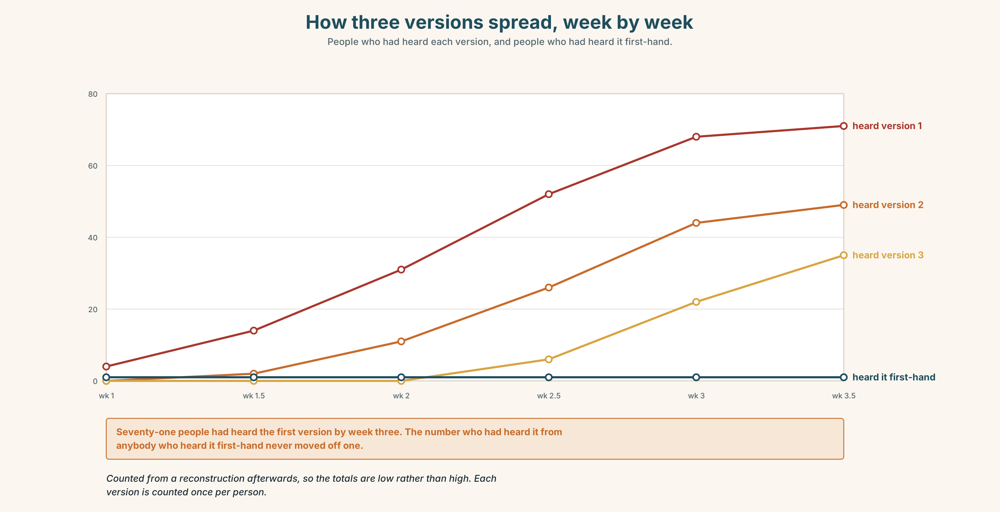 How three versions spread, week by week
People who had heard each version, and people who had heard it first-hand.
80
60
40
20
0
heard version 1
heard version 2
heard version 3
heard it first-hand
wk 1
wk 1.5
wk 2
wk 2.5
wk 3
wk 3.5
Seventy-one people had heard the first version by week three. The number who had heard it from
anybody who heard it first-hand never moved off one.
Counted from a reconstruction afterwards, so the totals are low rather than high. Each
version is counted once per person.